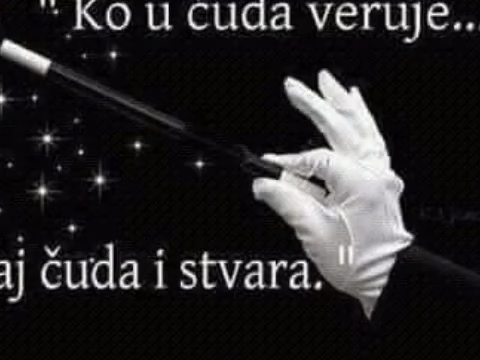 " Ko u čuda veruje...
aj čuda i stvara. "